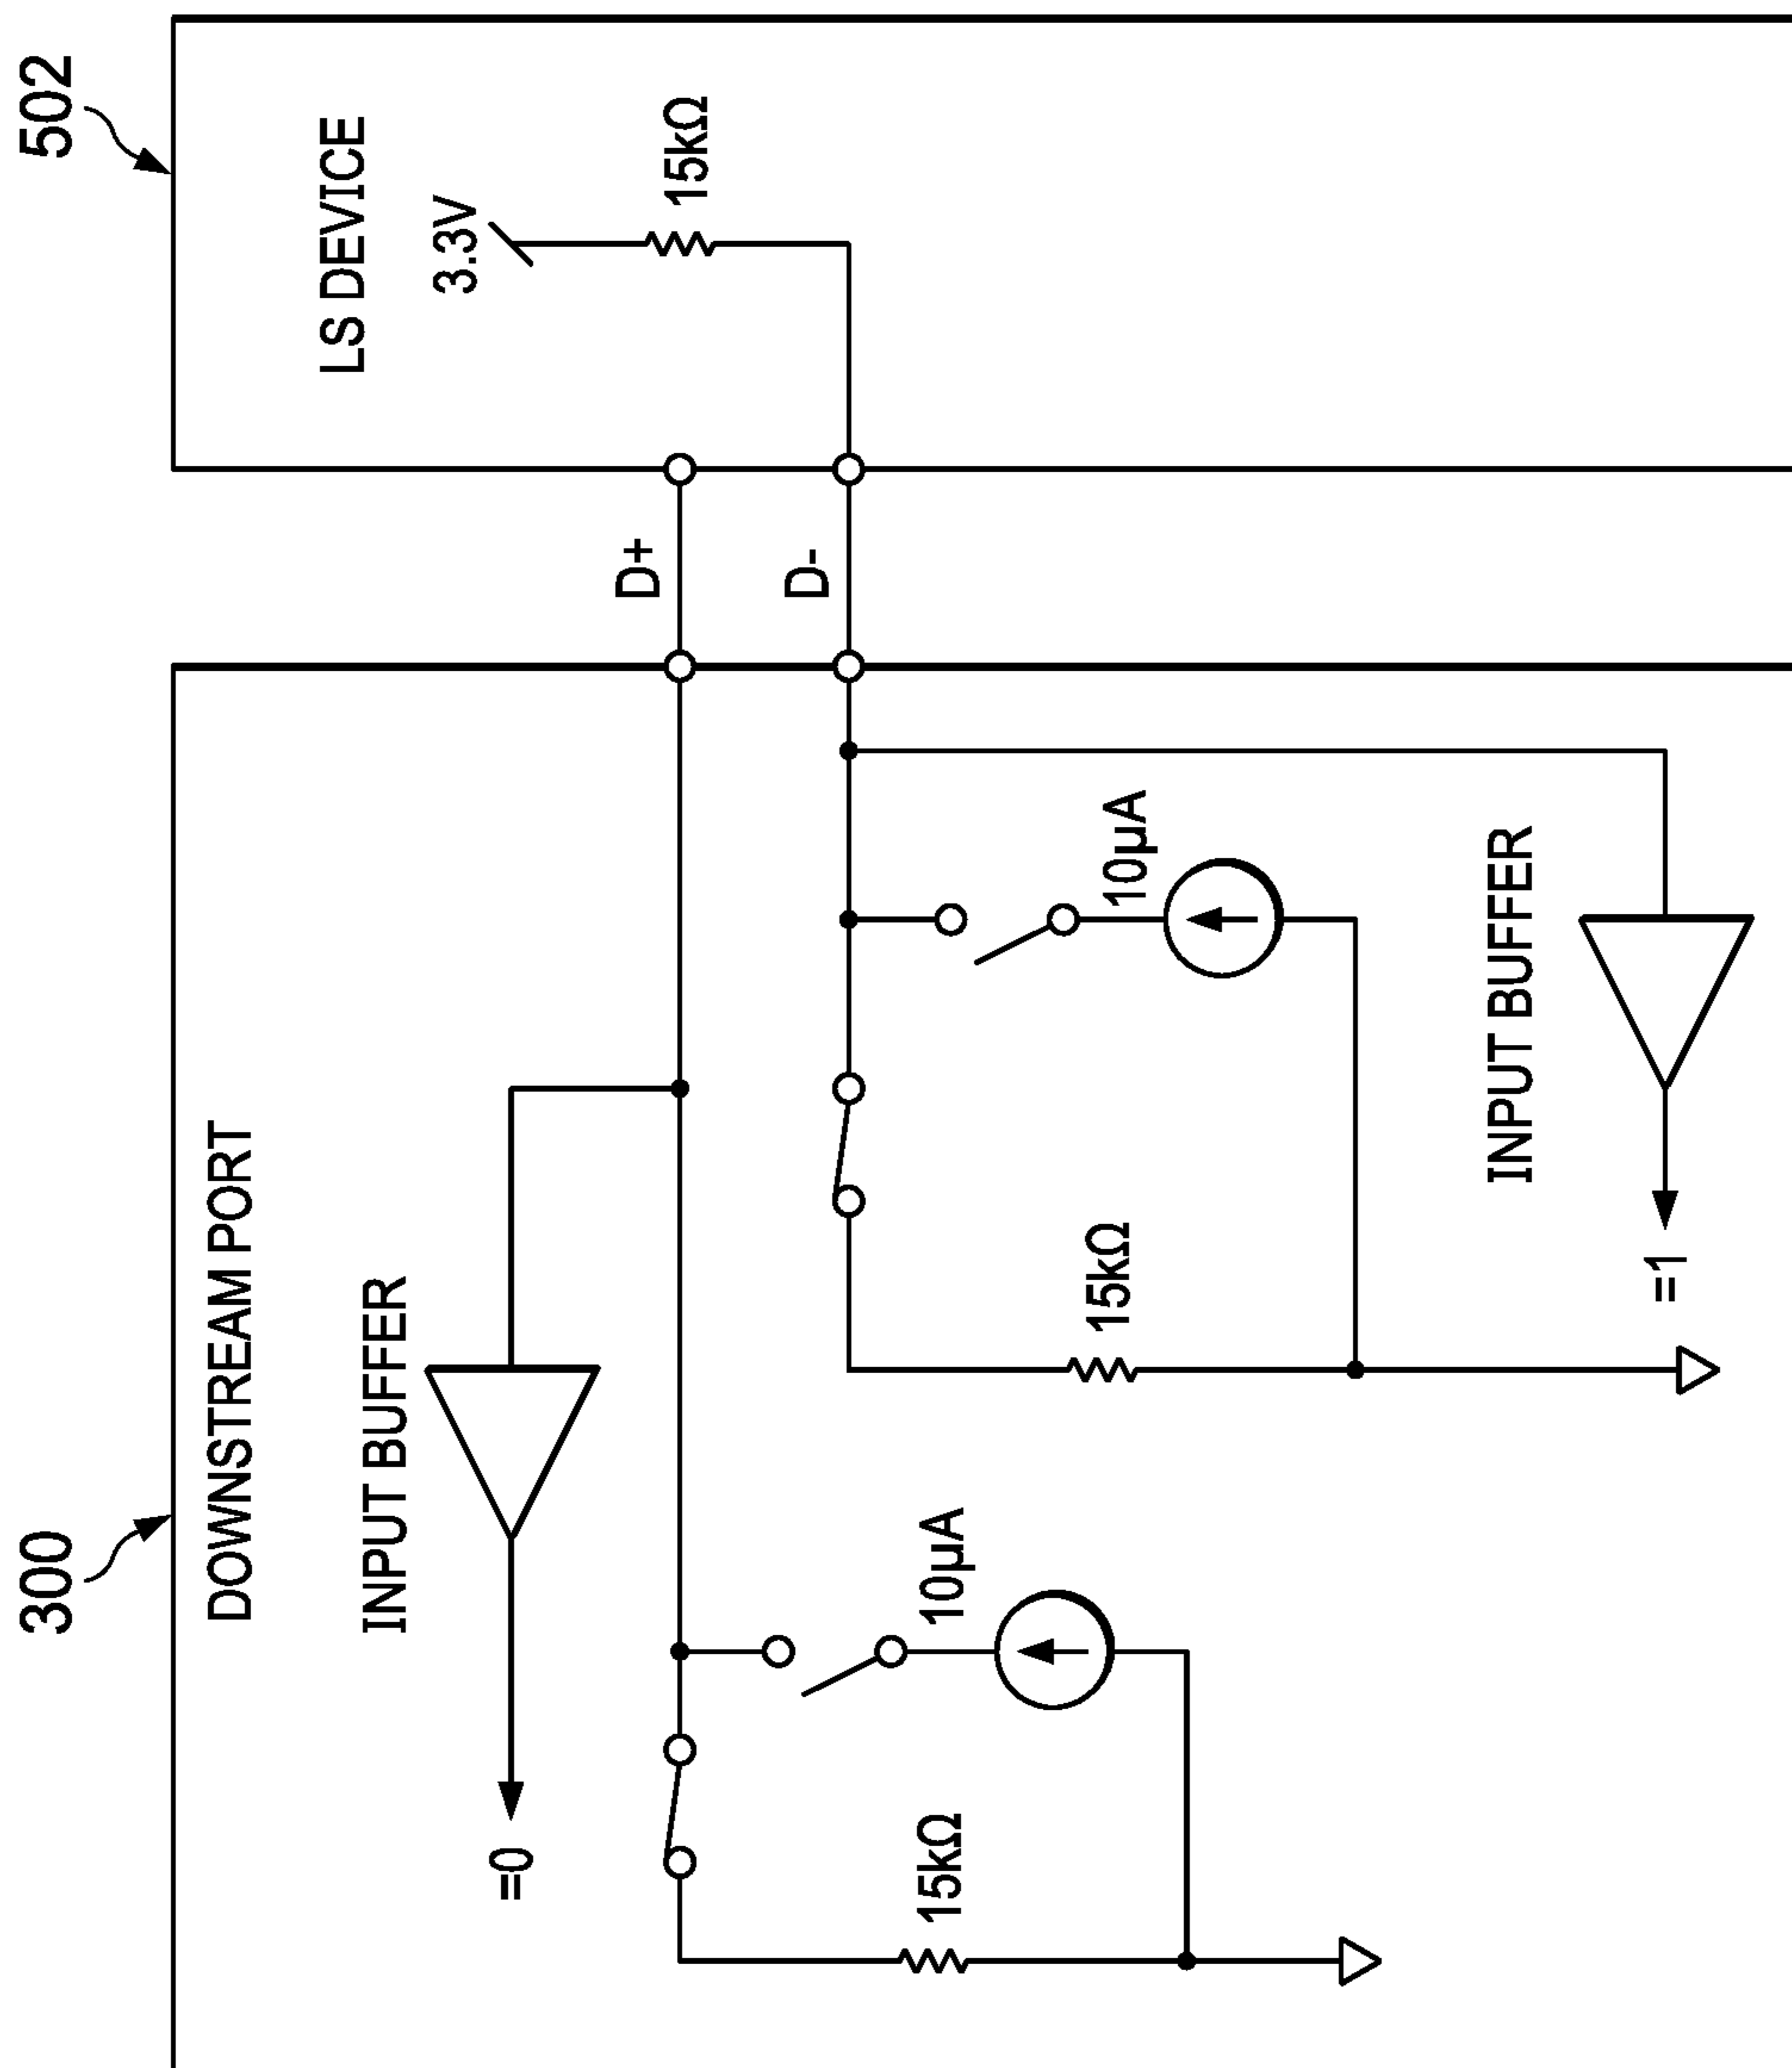 300
502
DOWNSTREAM PORT
LS DEVICE
INPUT BUFFER
3.3V
=0
D+
15kΩ
D-
15kΩ
10µA
15kΩ
10µA
INPUT BUFFER
=1